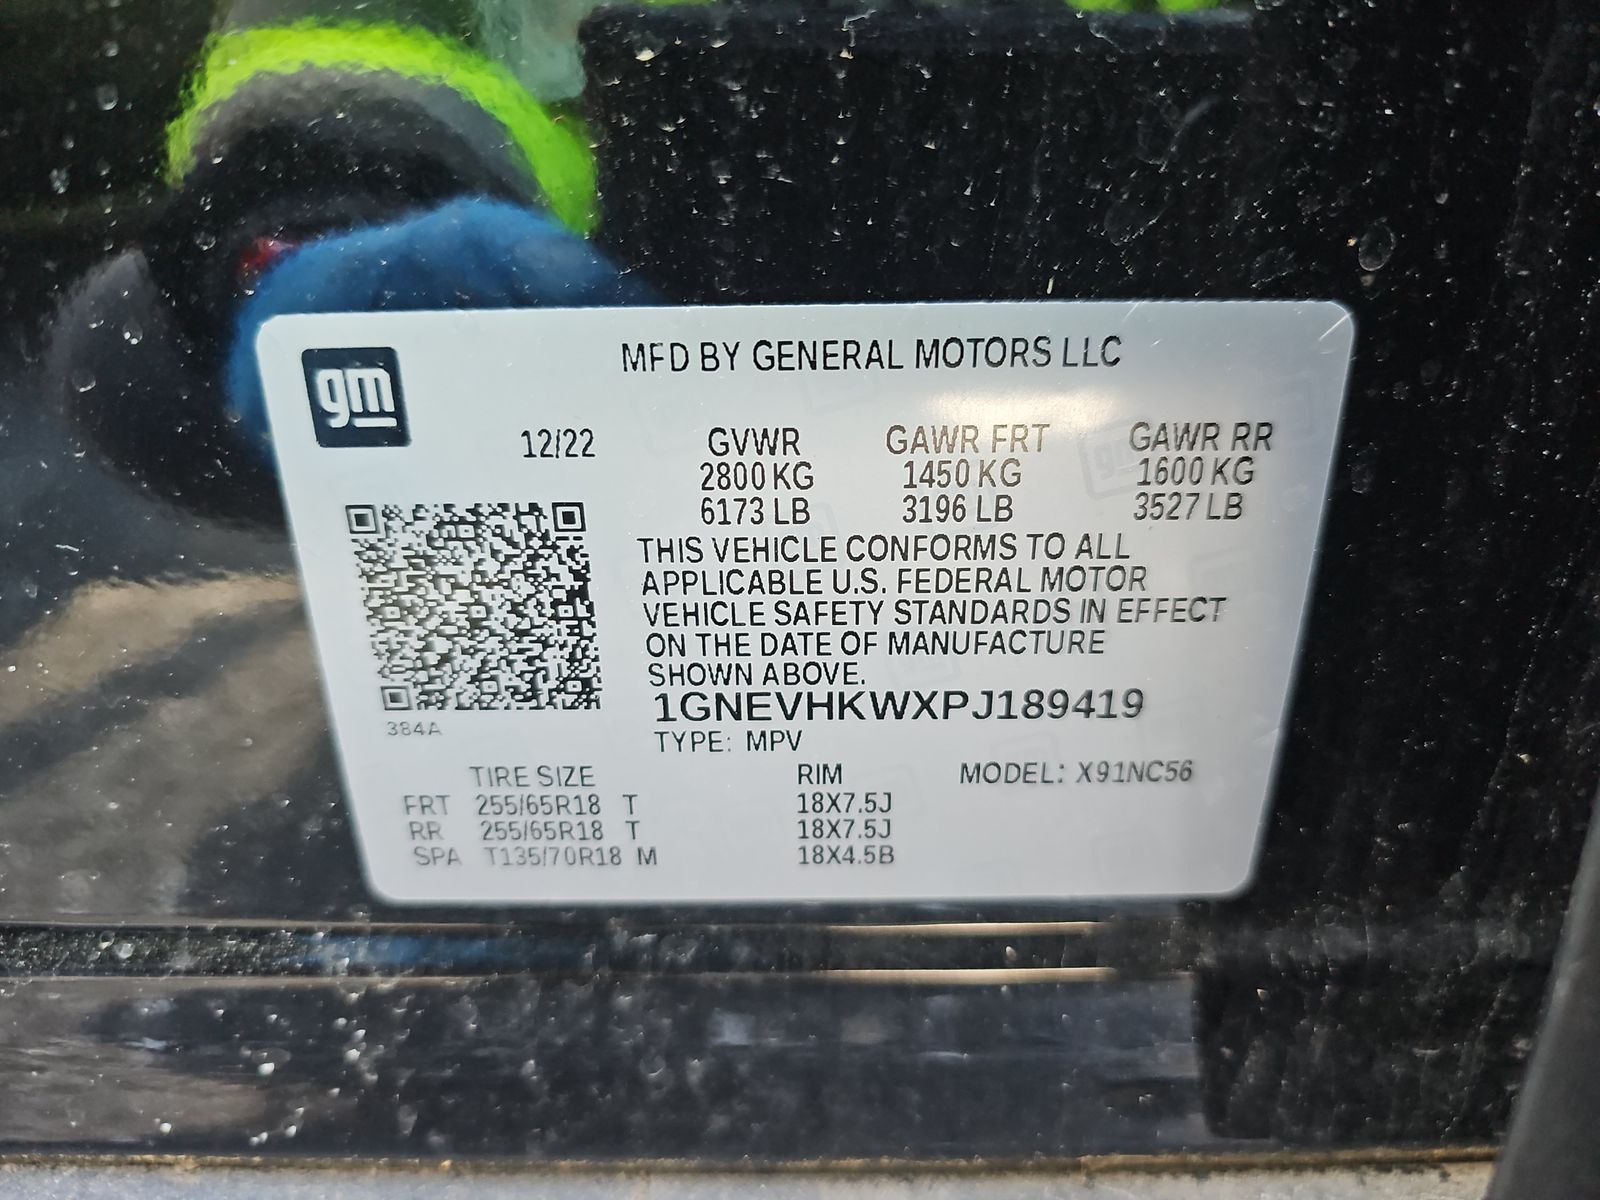 gm
MFD BY GENERAL MOTORS LLC
12/22 GVWR GAWR FRT GAWR RR
2800 KG 1450 KG 1600 KG
6173 LB 3196 LB 3527 LB
THIS VEHICLE CONFORMS TO ALL
APPLICABLE U.S. FEDERAL MOTOR
VEHICLE SAFETY STANDARDS IN EFFECT
ON THE DATE OF MANUFACTURE
SHOWN ABOVE.
1GNEVHKWXPJ189419
384A
TYPE: MPV
TIRE SIZE RIM MODEL: X91NC56
FRT 255/65R18 T 18X7.5J
RR 255/65R18 T 18X7.5J
SPA T135/70R18 M 18X4.5B